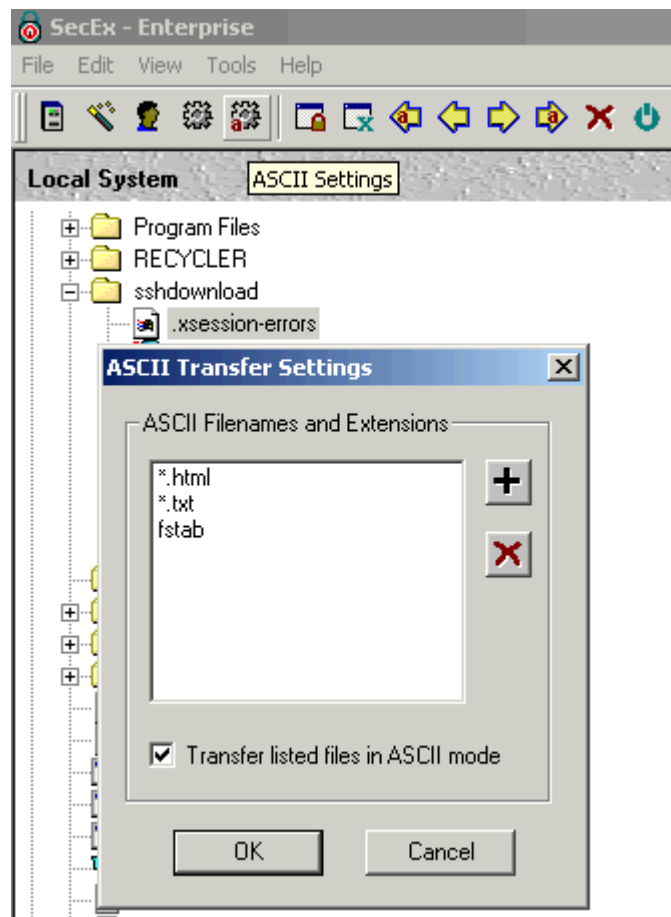 SecEx - Enterprise
File Edit View Tools Help
a a a
Local System ASCII Settings
Program Files
RECYCLER
sshdownload
.xsession-errors
ASCII Transfer Settings
ASCII Filenames and Extensions
*.html
*.txt
fstab
Transfer listed files in ASCII mode
OK Cancel